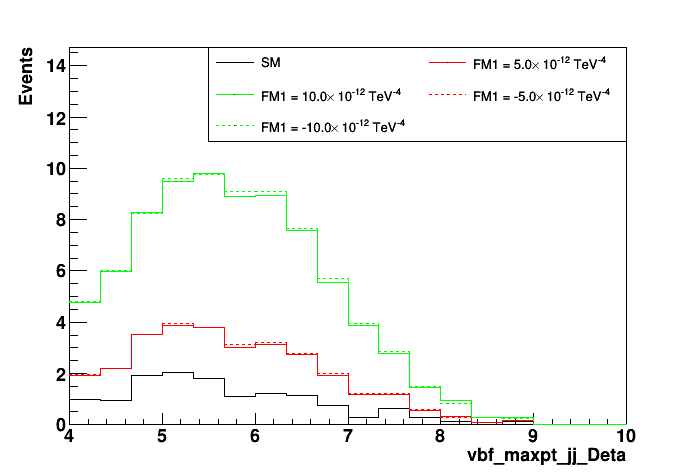 Events
14
12
10
8
6
4
2
0
SM
FM1 = 5.0× 10⁻¹² TeV⁻⁴
FM1 = 10.0× 10⁻¹² TeV⁻⁴
FM1 = -5.0× 10⁻¹² TeV⁻⁴
FM1 = -10.0× 10⁻¹² TeV⁻⁴
4 5 6 7 8 9 10
vbf_maxpt_jj_Deta